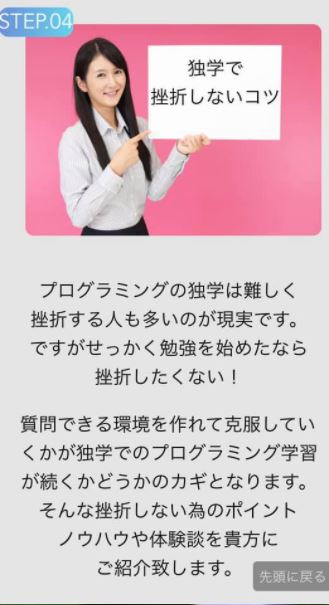 STEP.04
独学で
挫折しないコツ
プログラミングの独学は難しく
挫折する人も多いのが現実です。
ですがせっかく勉強を始めたなら
挫折したくない！
質問できる環境を作れて克服してい
くかが独学でのプログラミング学習
が続くかどうかのカギとなります。
そんな挫折しない為のポイント
ノウハウや体験談を貴方に
ご紹介致します。
先頭に戻る